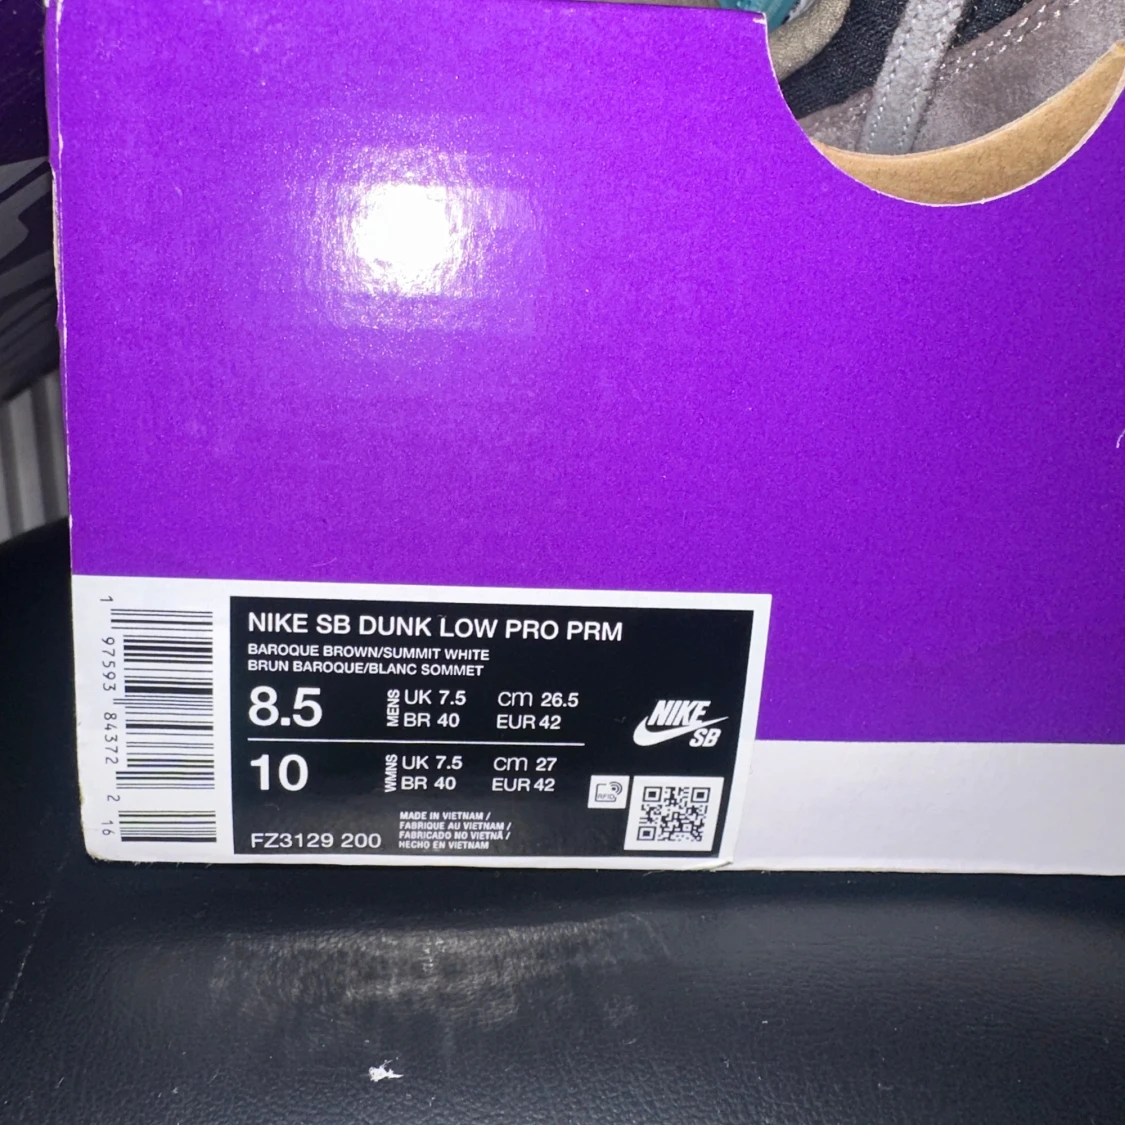 1 97593 84372 2 16
NIKE SB DUNK LOW PRO PRM
BAROQUE BROWN/SUMMIT WHITE
BRUN BAROQUE/BLANC SOMMET
8.5 MENS UK 7.5 cm 26.5
BR 40 EUR 42
10 WMNS UK 7.5 cm 27
BR 40 EUR 42
NIKE
SB
RFID
FZ3129 200
MADE IN VIETNAM /
FABRIQUE AU VIETNAM /
FABRICADO NO VIETNÃ /
HECHO EN VIETNAM